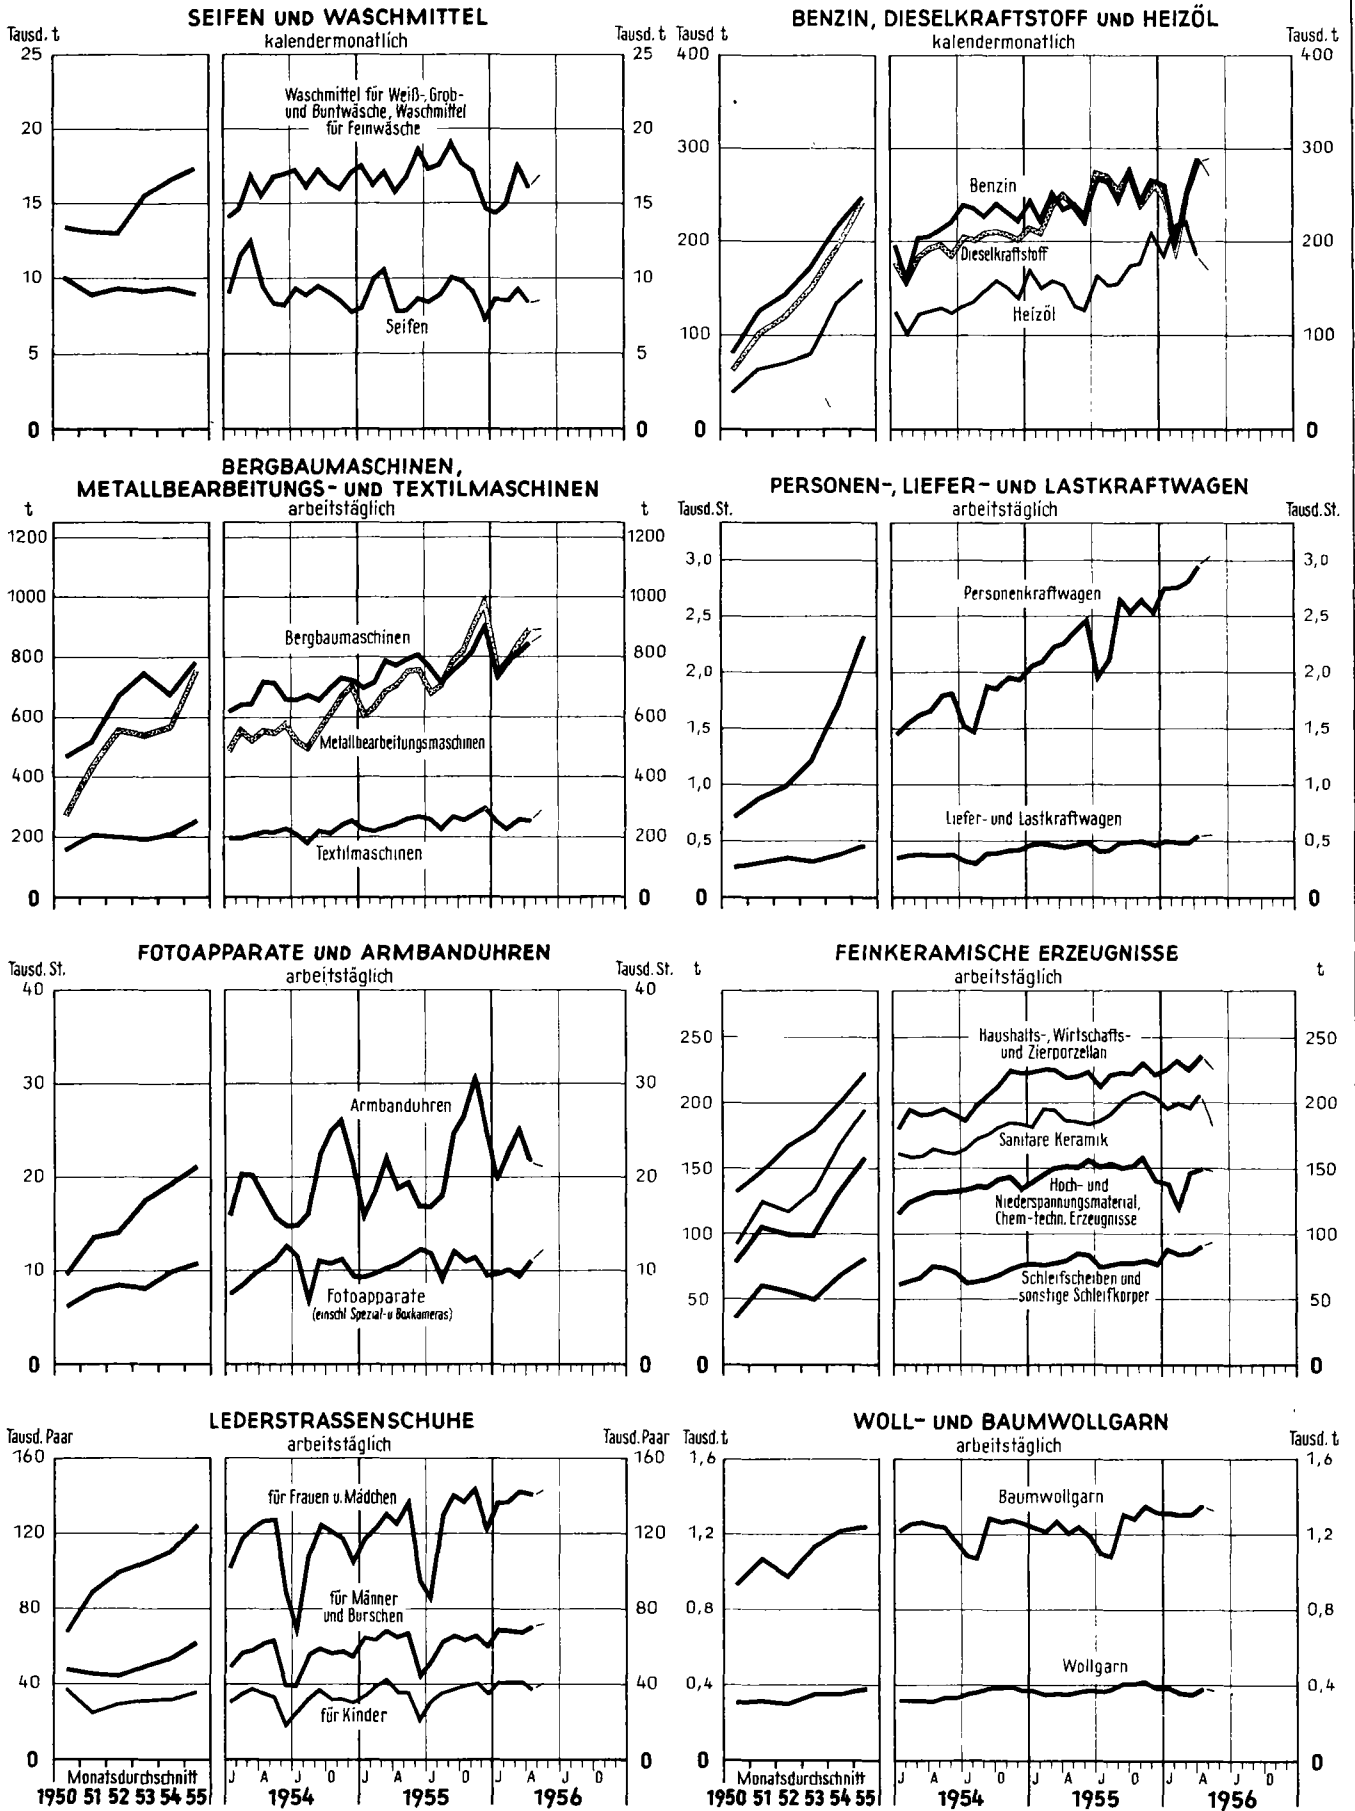 SEIFEN UND WASCHMITTEL
kalendermonatlich
Tausd. t
Tausd. t
25
20
15
10
5
0
Waschmittel für Weiß-, Grob-
und Buntwäsche, Waschmittel
für Feinwäsche
Seifen
25
20
15
10
5
0
BENZIN, DIESELKRAFTSTOFF UND HEIZÖL
kalendermonatlich
Tausd t
Tausd. t
400
300
200
100
0
Benzin
Dieselkraftstoff
Heizöl
400
300
200
100
0
BERGBAUMASCHINEN,
METALLBEARBEITUNGS- UND TEXTILMASCHINEN
arbeitstäglich
t
t
1200
1000
800
600
400
200
0
Bergbaumaschinen
Metallbearbeitungsmaschinen
Textilmaschinen
1200
1000
800
600
400
200
0
PERSONEN-, LIEFER- UND LASTKRAFTWAGEN
arbeitstäglich
Tausd. St.
Tausd. St.
3,0
2,5
2,0
1,5
1,0
0,5
0
Personenkraftwagen
Liefer- und Lastkraftwagen
3,0
2,5
2,0
1,5
1,0
0,5
0
FOTOAPPARATE UND ARMBANDUHREN
arbeitstäglich
Tausd. St.
Tausd. St.
40
30
20
10
0
Armbanduhren
Fotoapparate
(einschl Spezial-u Boxkameras)
40
30
20
10
0
FEINKERAMISCHE ERZEUGNISSE
arbeitstäglich
t
t
250
200
150
100
50
0
Haushalts-, Wirtschafts-
und Zierporzellan
Sanitare Keramik
Hoch- und
Niederspannungsmaterial,
Chem-techn. Erzeugnisse
Schleifscheiben und
sonstige Schleifkorper
250
200
150
100
50
0
LEDERSTRASSENSCHUHE
arbeitstäglich
Tausd. Paar
Tausd. Paar
160
120
80
40
0
für Frauen u. Mädchen
für Männer
und Burschen
für Kinder
160
120
80
40
0
Monatsdurchschnitt
1950 51 52 53 54 55
J A J O J A J O J A J O
1954 1955 1956
WOLL- UND BAUMWOLLGARN
arbeitstäglich
Tausd. t
Tausd. t
1,6
1,2
0,8
0,4
0
Baumwollgarn
Wollgarn
1,6
1,2
0,8
0,4
0
Monatsdurchschnitt
1950 51 52 53 54 55
J A J O J A J O J A J O
1954 1955 1956